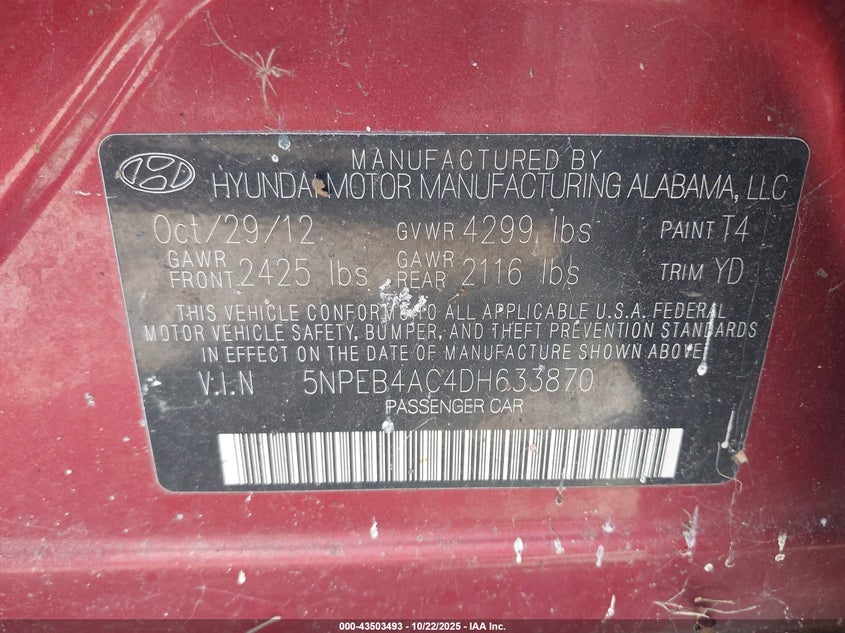 MANUFACTURED BY
HYUNDAI MOTOR MANUFACTURING ALABAMA, LLC
Oct/29/12 GVWR 4299 lbs PAINT T4
GAWR FRONT 2425 lbs GAWR REAR 2116 lbs TRIM YD
THIS VEHICLE CONFORMS TO ALL APPLICABLE U.S.A. FEDERAL
MOTOR VEHICLE SAFETY, BUMPER, AND THEFT PREVENTION STANDARDS
IN EFFECT ON THE DATE OF MANUFACTURE SHOWN ABOVE
V.I.N 5NPEB4AC4DH633870
PASSENGER CAR
000-43503493 - 10/22/2025 - IAA Inc.